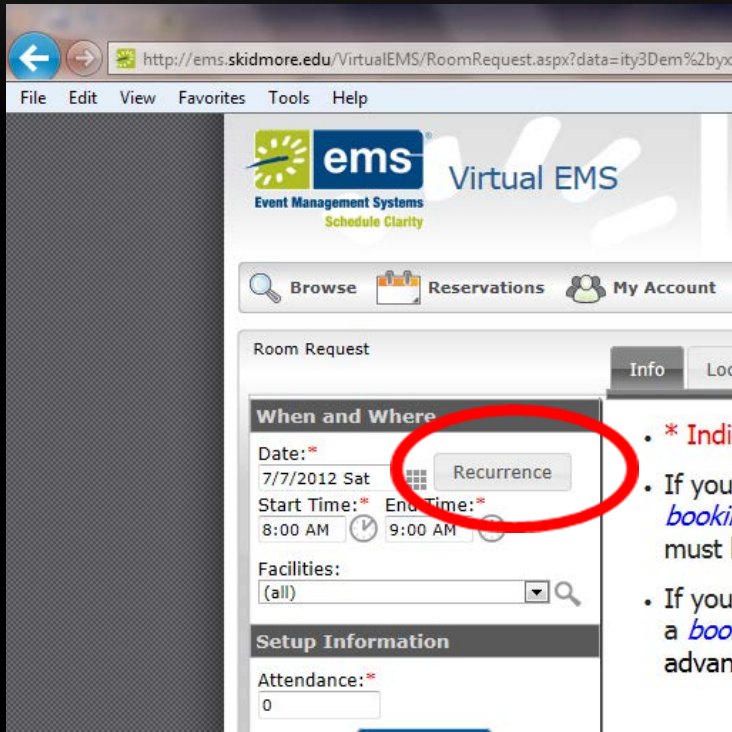 http://ems.skidmore.edu/VirtualEMS/RoomRequest.aspx?data=ity3Dem%2byx
File Edit View Favorites Tools Help
ems
Event Management Systems
Schedule Clarity
Virtual EMS
Browse Reservations My Account
Room Request
Info Loc
When and Where
Date:*
7/7/2012 Sat Recurrence
Start Time:* End Time:*
8:00 AM 9:00 AM
Facilities:
(all)
Setup Information
Attendance:*
0
• * Indi
• If you
booki
must
• If you
a boo
advan